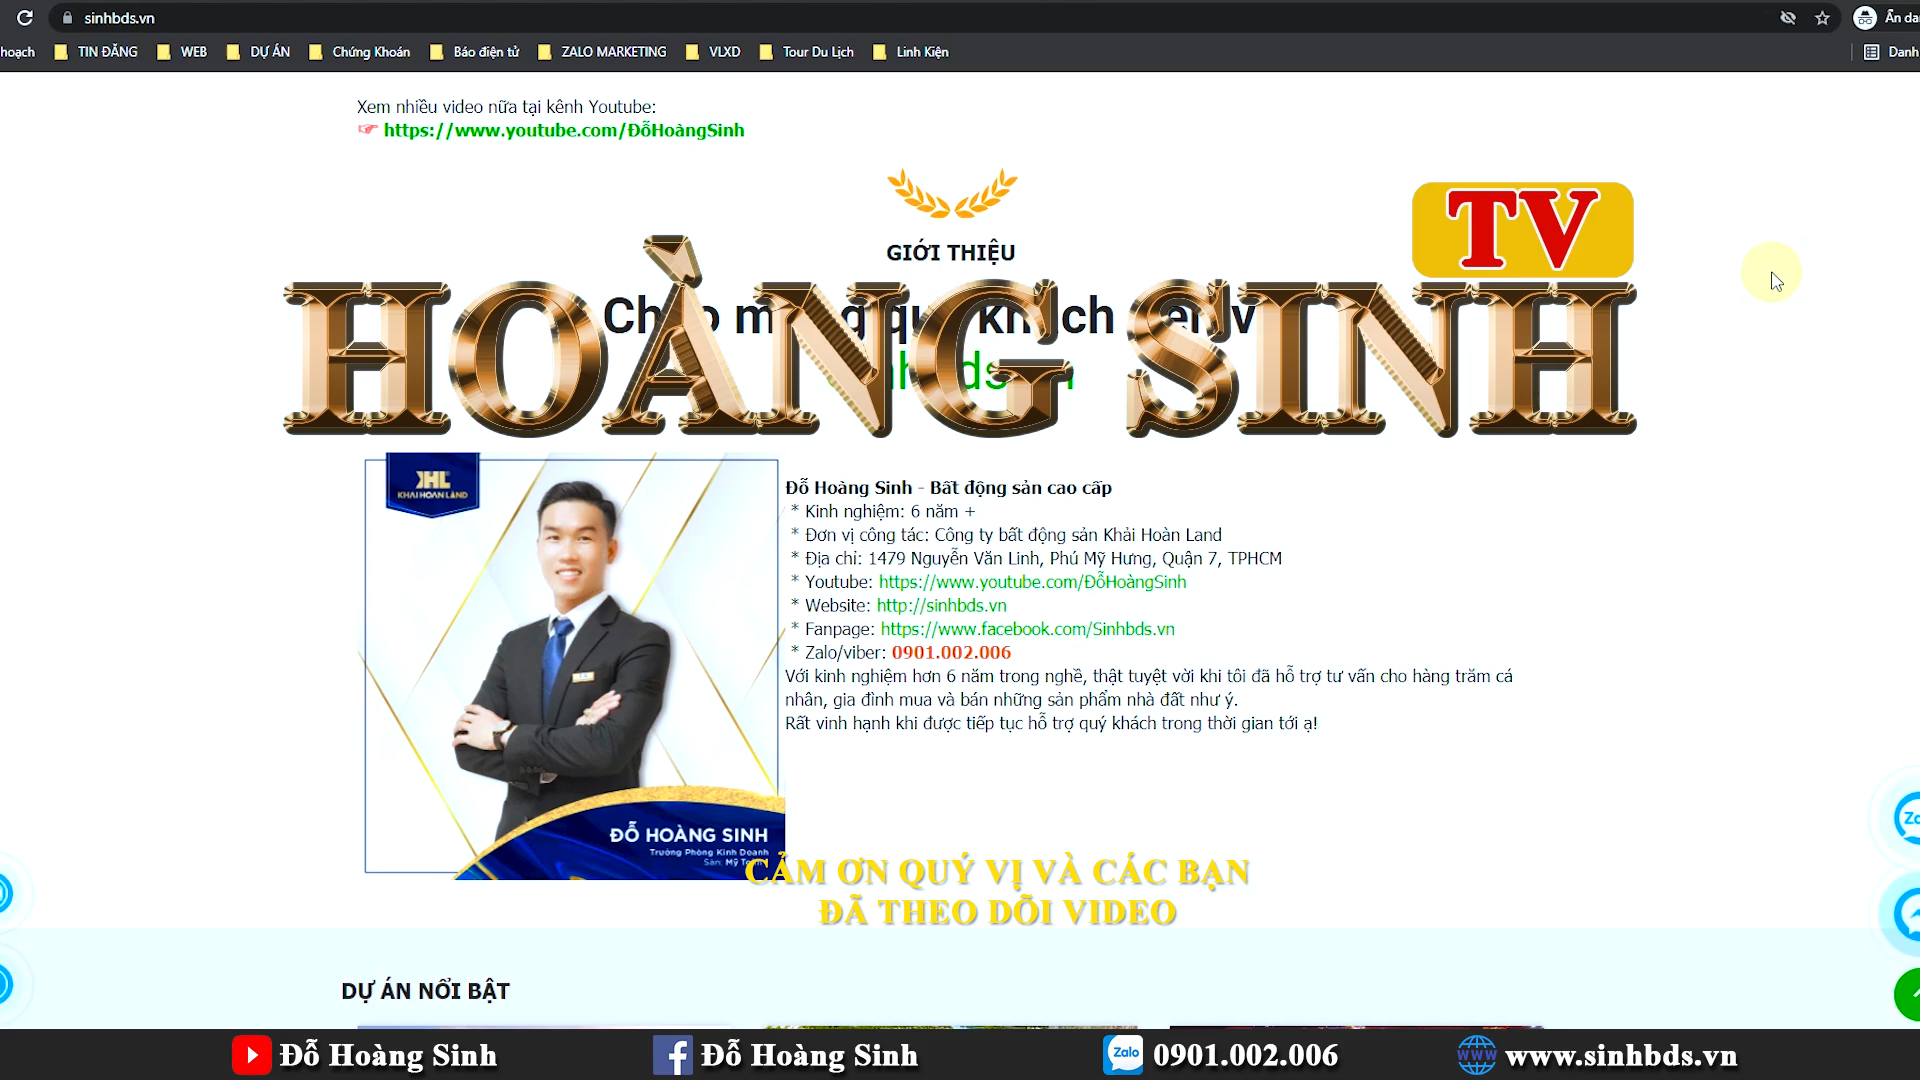 sinhbds.vn
Ẩn da
hoạch
TIN ĐĂNG
WEB
DỰ ÁN
Chứng Khoán
Báo điện tử
ZALO MARKETING
VLXD
Tour Du Lịch
Linh Kiện
Danh
Xem nhiều video nữa tại kênh Youtube:
https://www.youtube.com/ĐỗHoàngSinh
GIỚI THIỆU
TV
HOÀNG SINH
KHAI HOAN LAND
Đỗ Hoàng Sinh - Bất động sản cao cấp
* Kinh nghiệm: 6 năm +
* Đơn vị công tác: Công ty bất động sản Khải Hoàn Land
* Địa chỉ: 1479 Nguyễn Văn Linh, Phú Mỹ Hưng, Quận 7, TPHCM
* Youtube: https://www.youtube.com/ĐỗHoàngSinh
* Website: http://sinhbds.vn
* Fanpage: https://www.facebook.com/Sinhbds.vn
* Zalo/viber: 0901.002.006
Với kinh nghiệm hơn 6 năm trong nghề, thật tuyệt vời khi tôi đã hỗ trợ tư vấn cho hàng trăm cá
nhân, gia đình mua và bán những sản phẩm nhà đất như ý.
Rất vinh hạnh khi được tiếp tục hỗ trợ quý khách trong thời gian tới ạ!
ĐỖ HOÀNG SINH
Trưởng Phòng Kinh Doanh
Sàn: Mỹ
CẢM ƠN QUÝ VỊ VÀ CÁC BẠN
ĐÃ THEO DÕI VIDEO
DỰ ÁN NỔI BẬT
Đỗ Hoàng Sinh
Đỗ Hoàng Sinh
Zalo
0901.002.006
WWW
www.sinhbds.vn